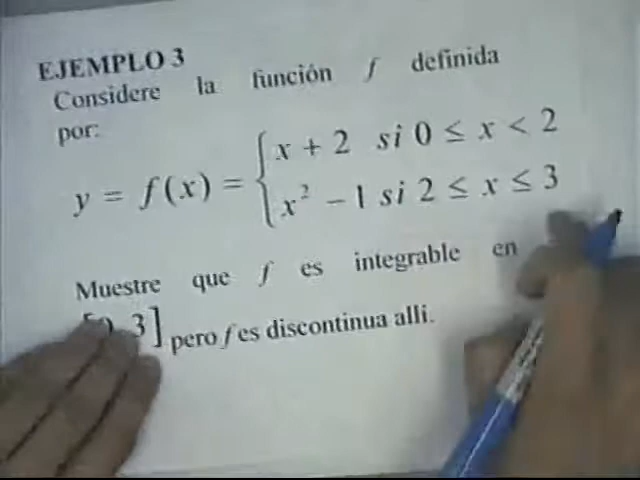 EJEMPLO 3
Considere la función f definida
por:
y = f(x) = { x + 2 si 0 ≤ x < 2
x² − 1 si 2 ≤ x ≤ 3
Muestre que f es integrable en
3] pero f es discontinua alli.